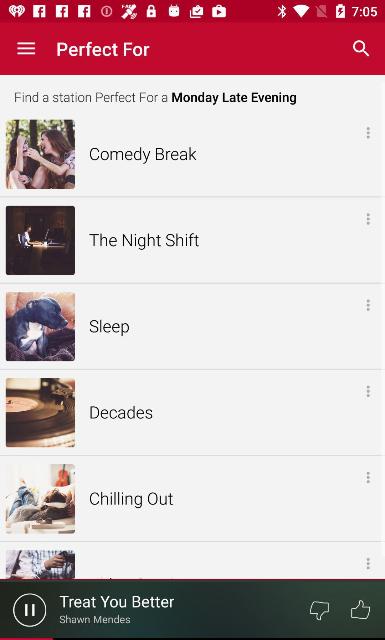 7:05
Perfect For
Find a station Perfect For a Monday Late Evening
Comedy Break
The Night Shift
Sleep
Decades
Chilling Out
Treat You Better
Shawn Mendes